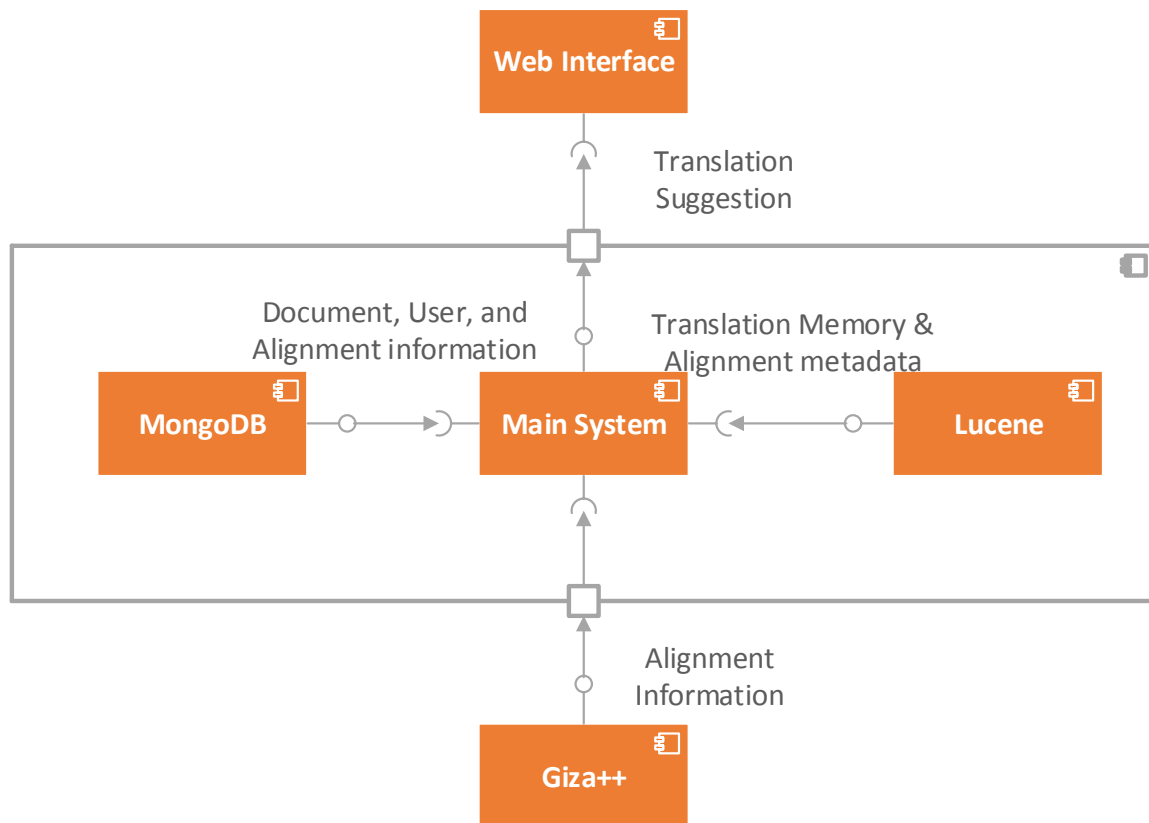 Web Interface
Translation
Suggestion
Document, User, and
Alignment information
Translation Memory &
Alignment metadata
MongoDB
Main System
Lucene
Alignment
Information
Giza++